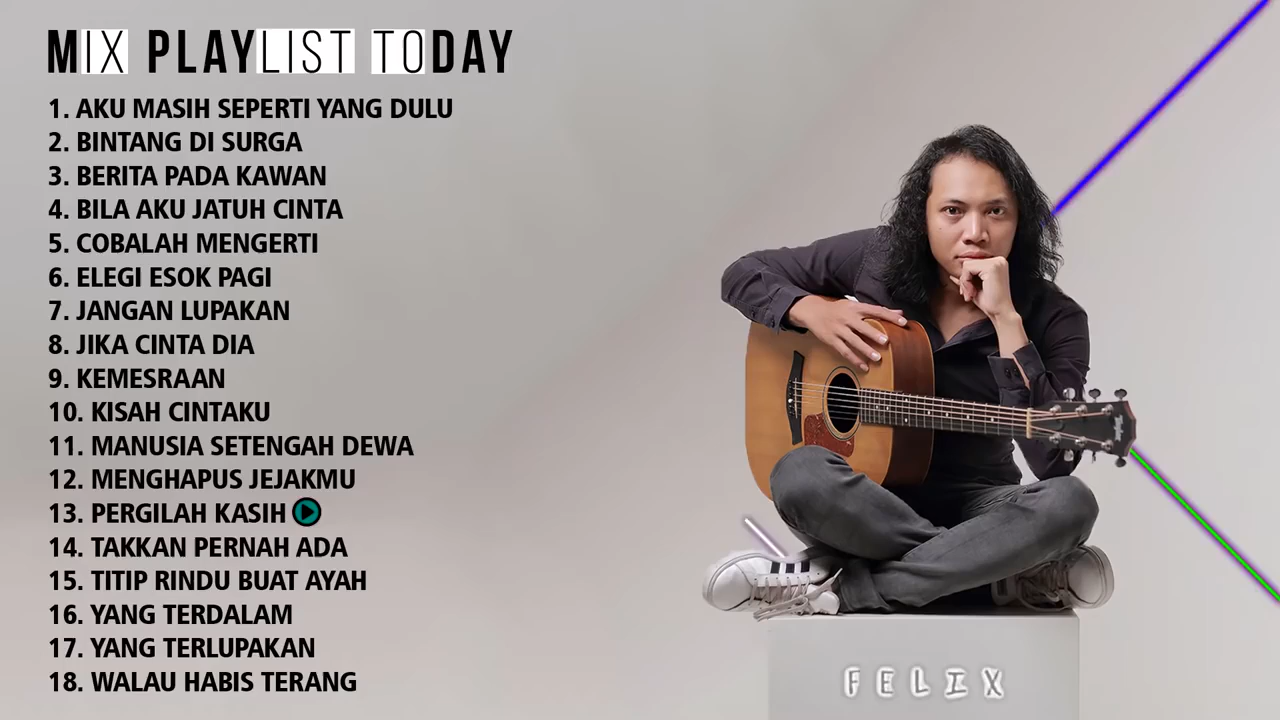 MIX PLAYLIST TODAY
1. AKU MASIH SEPERTI YANG DULU
2. BINTANG DI SURGA
3. BERITA PADA KAWAN
4. BILA AKU JATUH CINTA
5. COBALAH MENGERTI
6. ELEGI ESOK PAGI
7. JANGAN LUPAKAN
8. JIKA CINTA DIA
9. KEMESRAAN
10. KISAH CINTAKU
11. MANUSIA SETENGAH DEWA
12. MENGHAPUS JEJAKMU
13. PERGILAH KASIH
14. TAKKAN PERNAH ADA
15. TITIP RINDU BUAT AYAH
16. YANG TERDALAM
17. YANG TERLUPAKAN
18. WALAU HABIS TERANG
FELIX